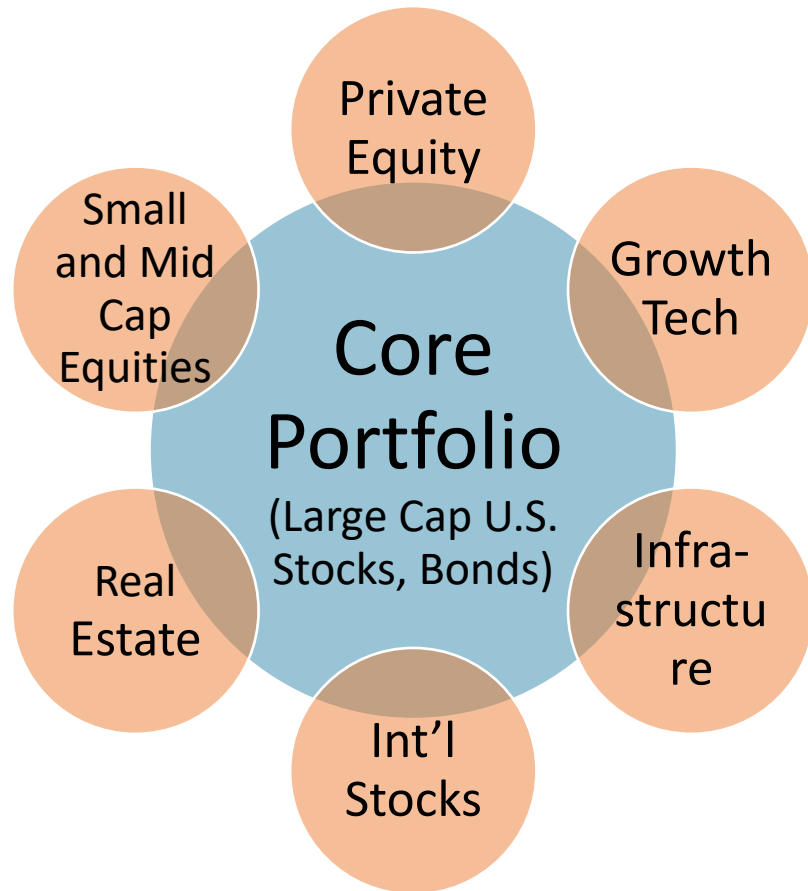 Private
Equity
Small
and Mid
Cap
Equities
Growth
Tech
Core
Portfolio
(Large Cap U.S.
Stocks, Bonds)
Real
Estate
Infra-
structu
re
Int’l
Stocks